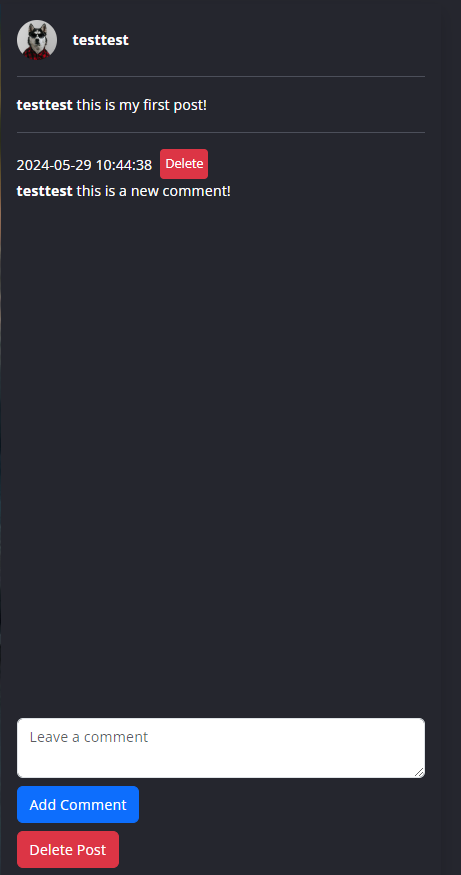 testtest
testtest this is my first post!
2024-05-29 10:44:38 Delete
testtest this is a new comment!
Leave a comment
Add Comment
Delete Post